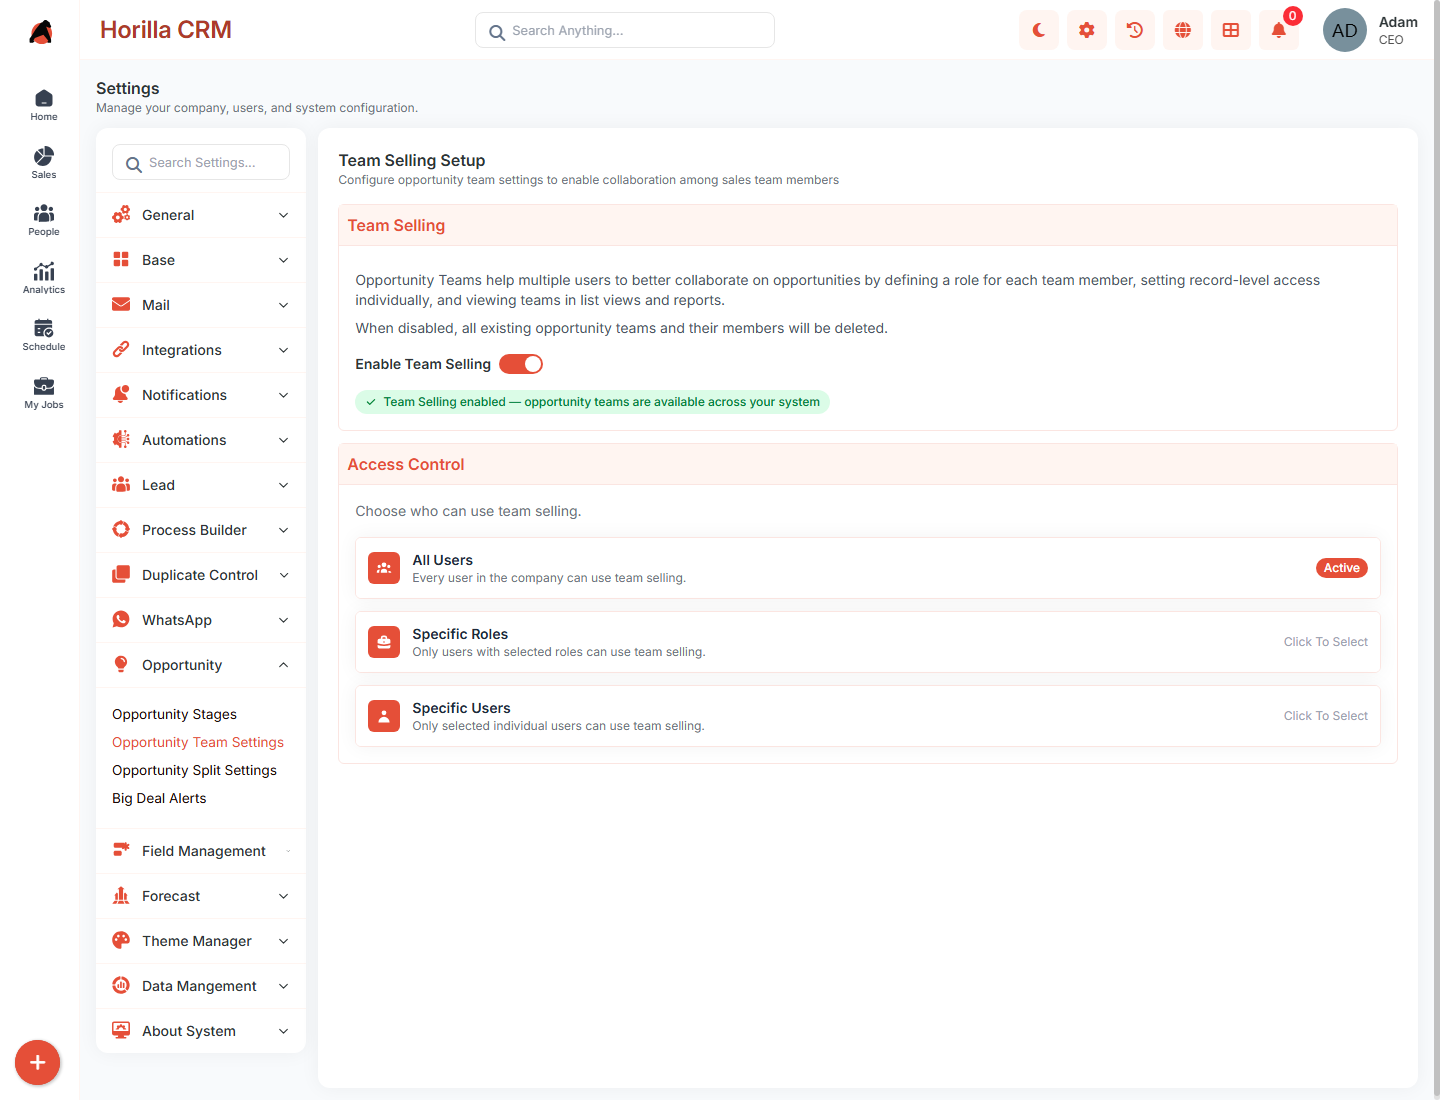 Horilla CRM
Search Anything...
0
AD
Adam
CEO
Home
Sales
People
Analytics
Schedule
My Jobs
Settings
Manage your company, users, and system configuration.
Search Settings...
General
Base
Mail
Integrations
Notifications
Automations
Lead
Process Builder
Duplicate Control
WhatsApp
Opportunity
Opportunity Stages
Opportunity Team Settings
Opportunity Split Settings
Big Deal Alerts
Field Management
Forecast
Theme Manager
Data Mangement
About System
Team Selling Setup
Configure opportunity team settings to enable collaboration among sales team members
Team Selling
Opportunity Teams help multiple users to better collaborate on opportunities by defining a role for each team member, setting record-level access
individually, and viewing teams in list views and reports.
When disabled, all existing opportunity teams and their members will be deleted.
Enable Team Selling
Team Selling enabled — opportunity teams are available across your system
Access Control
Choose who can use team selling.
All Users
Every user in the company can use team selling.
Active
Specific Roles
Only users with selected roles can use team selling.
Click To Select
Specific Users
Only selected individual users can use team selling.
Click To Select